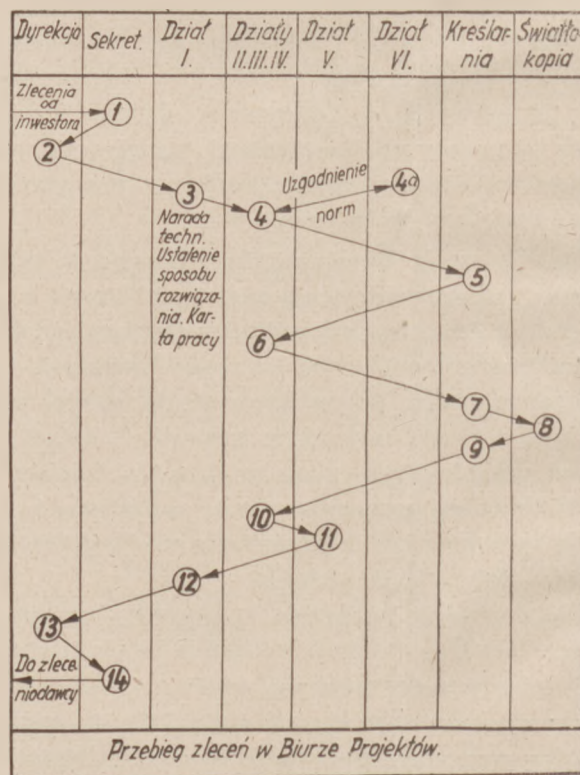 Dyrekcja
Sekret.
Dział
I.
Działy
II.III.IV.
Dział
V.
Dział
VI.
Kreślar-
nia
Światło-
kopia
Zlecenia
od
inwestora
1
2
3
Narada
techn.
Ustalenie
sposobu
rozwiąza-
nia. Kar-
ta pracy
4
Uzgodnienie
norm
4a
5
6
7
8
9
10
11
12
13
Do zlece-
niodawcy
14
Przebieg zleceń w Biurze Projektów.